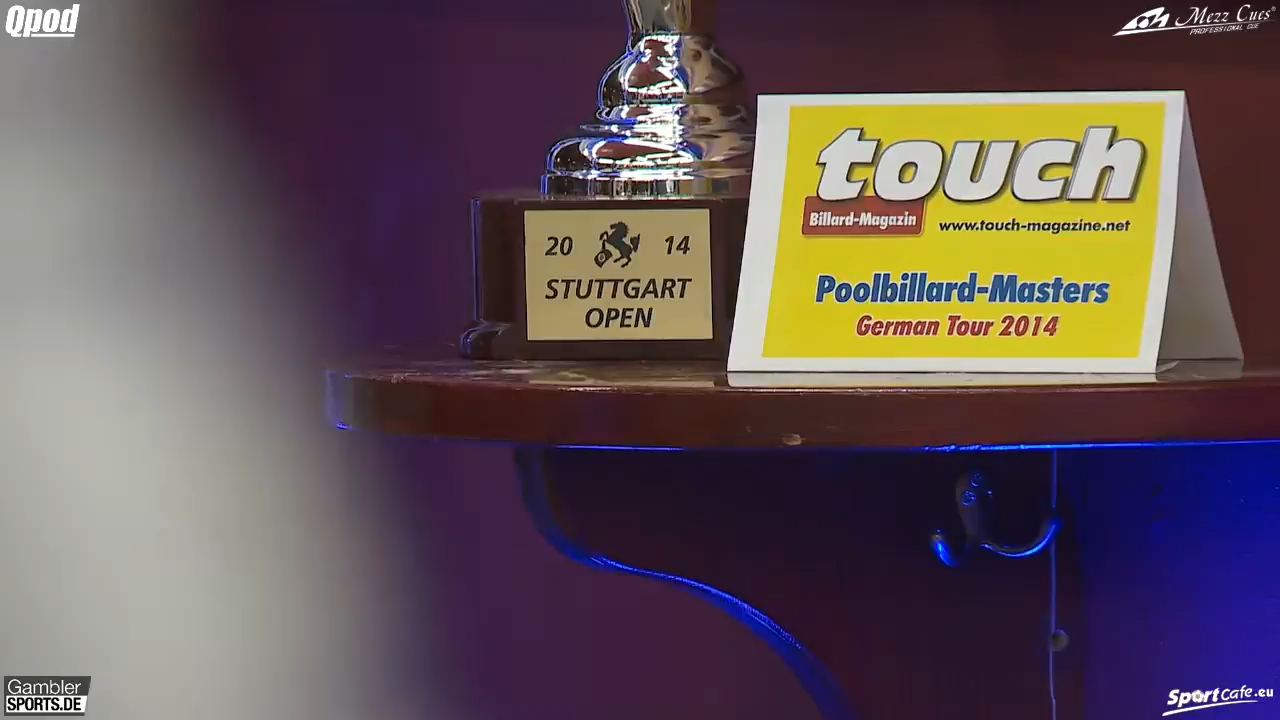 Qpod
Mezz Cues
PROFESSIONAL CUE
touch
Billard-Magazin
www.touch-magazine.net
Poolbillard-Masters
German Tour 2014
20 14
STUTTGART
OPEN
Gambler
SPORTS.DE
SportCafe.eu